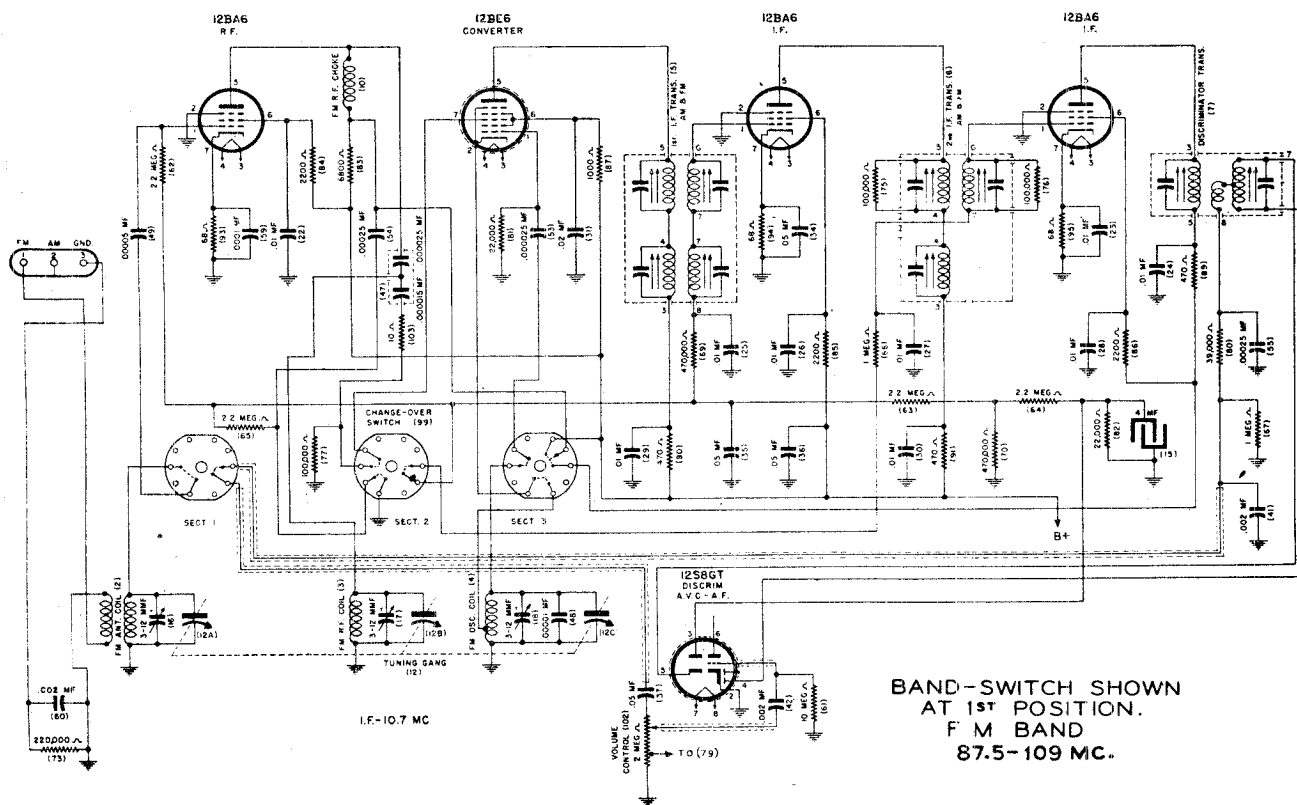 12BA6
R.F.
12BE6
CONVERTER
12BA6
I.F.
12BA6
I.F.
F M R.F. CHOKE
(10)
1st I.F. TRANS. (5)
AM & FM
2nd I.F. TRANS. (6)
AM & FM
DISCRIMINATOR TRANS.
(7)
2.2 MEG.
(62)
.00005 MF
(49)
68 Ω
(93)
.0001 MF
(59)
.01 MF
(22)
2200 Ω
(84)
6800 Ω
(83)
.000025 MF
(54)
.000025 MF
(47)
.000015 MF
10 Ω
(103)
22,000 Ω
(81)
.000025 MF
(53)
.02 MF
(31)
1000 Ω
(87)
68 Ω
(94)
.05 MF
(34)
100,000 Ω
(75)
100,000 Ω
(76)
68 Ω
(95)
.01 MF
(23)
.01 MF
(24)
470 Ω
(89)
470,000 Ω
(69)
.01 MF
(25)
.01 MF
(26)
2200 Ω
(85)
1 MEG
(66)
.01 MF
(27)
.01 MF
(28)
2200 Ω
(86)
39,000 Ω
(80)
.00025 MF
(55)
FM AM GND.
1 2 3
2.2 MEG.Ω
(65)
CHANGE-OVER
SWITCH (99)
100,000 Ω
(77)
2.2 MEG.Ω
(63)
2.2 MEG.Ω
(64)
.01 MF
(29)
470 Ω
(90)
.05 MF
(35)
.05 MF
(36)
.01 MF
(30)
470 Ω
(91)
470,000 Ω
(70)
22,000 Ω
(82)
4 MF
(15)
1 MEG Ω
(67)
.002 MF
(41)
SECT. 1
SECT. 2
SECT 3
B+
FM ANT. COIL (2)
3-12 MMF
(16)
(12A)
FM R.F. COIL (3)
3-12 MMF
(17)
(12B)
FM OSC. COIL (4)
3-12 MMF
(18)
.00001 MF
(48)
(12C)
TUNING GANG
(12)
12S8GT
DISCRIM
A.V.C-A.F.
.002 MF
(60)
220,000 Ω
(73)
I.F.-10.7 MC
.05 MF
(37)
VOLUME
CONTROL (102)
2 MEG Ω
TO (79)
.002 MF
(42)
10 MEG Ω
(61)
BAND-SWITCH SHOWN
AT 1ST POSITION.
F M BAND
87.5-109 MC.